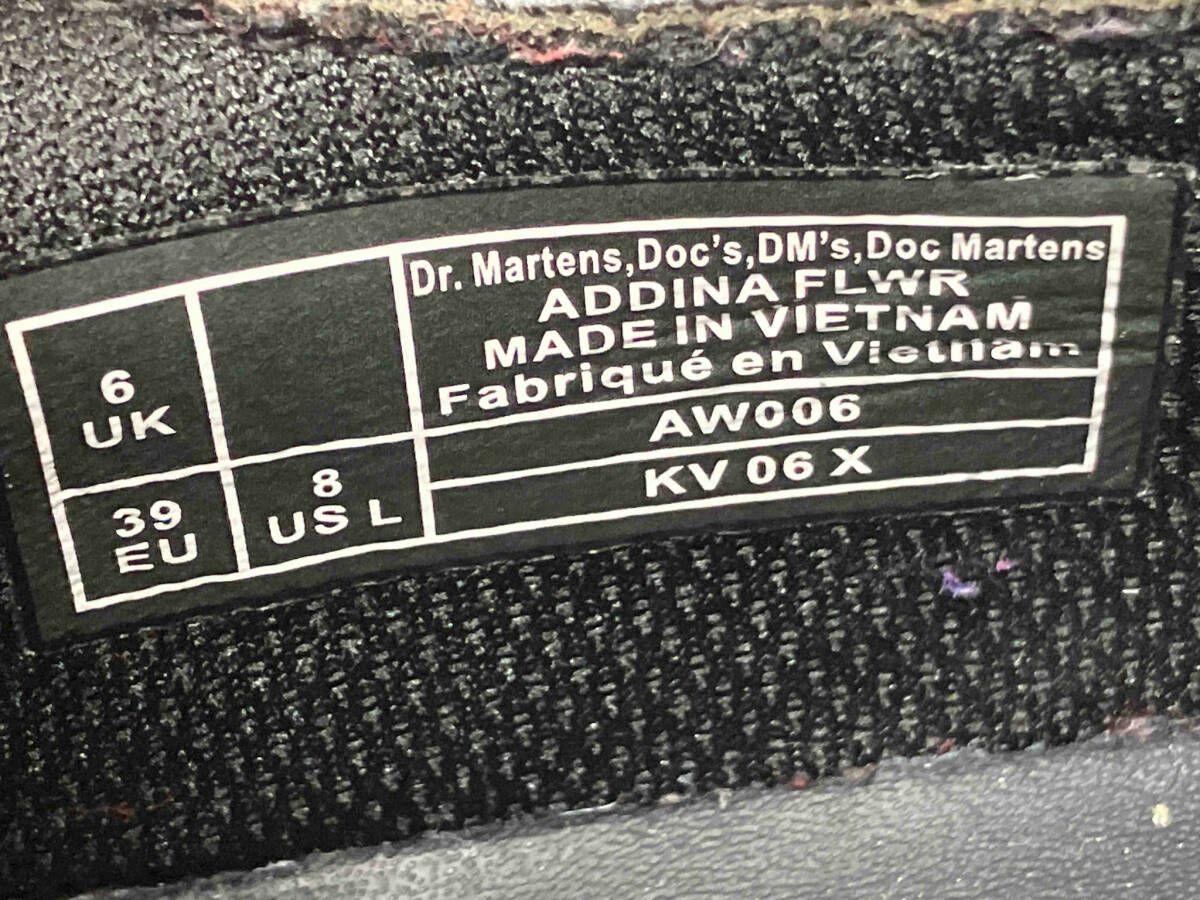 6
UK
39
EU
8
US L
Dr. Martens,Doc's,DM's,Doc Martens
ADDINA FLWR
MADE IN VIETNAM
Fabriqué en Vietnam
AW006
KV 06 X